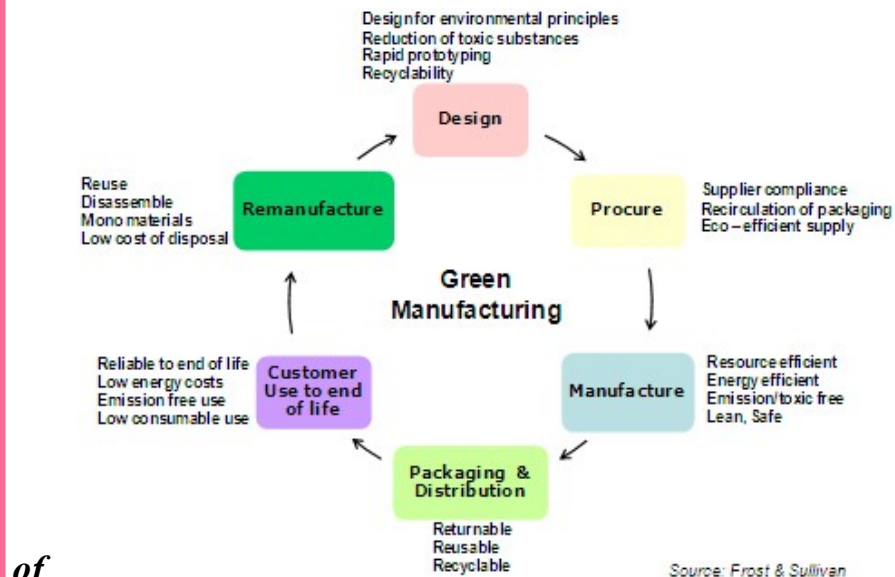 Design for environmental principles
Reduction of toxic substances
Rapid prototyping
Recyclability
Design
Procure
Supplier compliance
Recirculation of packaging
Eco-efficient supply
Manufacture
Resource efficient
Energy efficient
Emission/toxic free
Lean, Safe
Packaging &
Distribution
Returnable
Reusable
Recyclable
Customer
Use to end
of life
Reliable to end of life
Low energy costs
Emission free use
Low consumable use
Remanufacture
Reuse
Disassemble
Mono materials
Low cost of disposal
Green
Manufacturing
of
Source: Frost & Sullivan